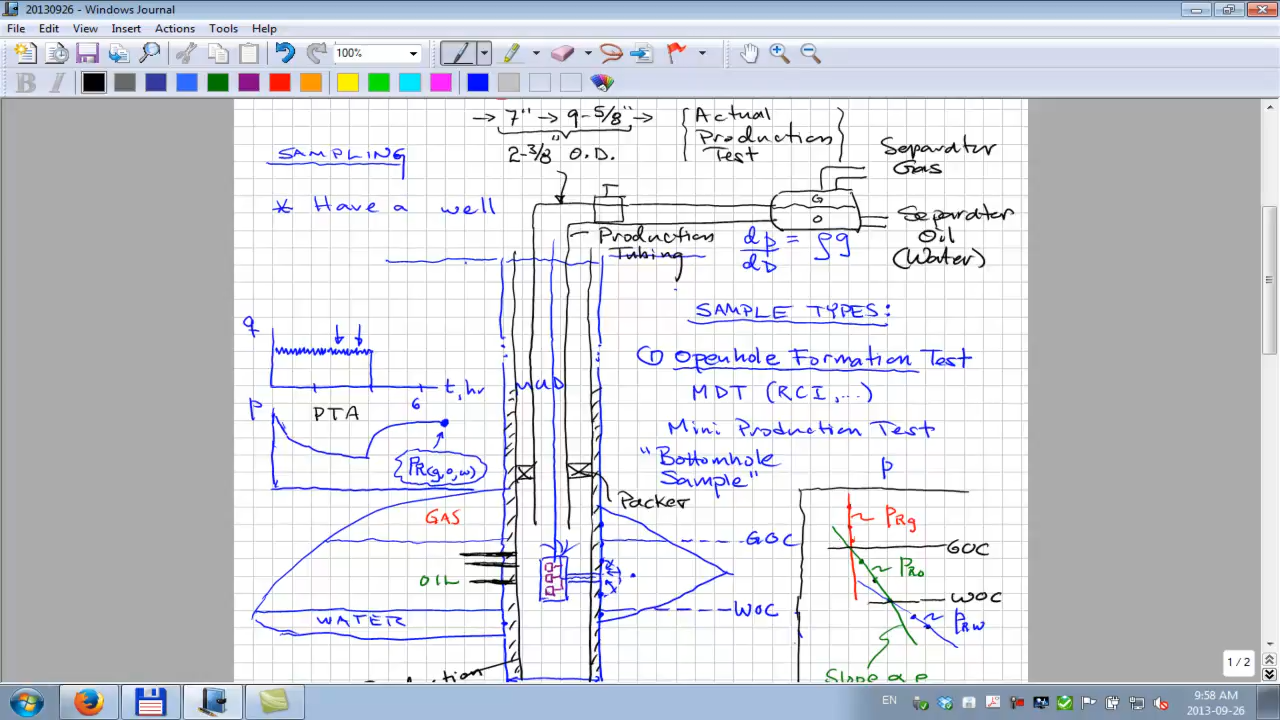 20130926 - Windows Journal
File Edit View Insert Actions Tools Help
100%
B I
→ 7" → 9-5/8" →
2-3/8" O.D.
Actual
Production
Test
SAMPLING
* Have a well
Separator
Gas
G
O
Separator
Oil
(Water)
Production
Tubing
dp/dD = ρg
SAMPLE TYPES:
① Openhole Formation Test
MDT (RCI,...)
Mini Production Test
"Bottomhole
Sample"
q
t, hr
6
MUD
P
PTA
PR(g,o,w)
Packer
GAS
OIL
WATER
GOC
WOC
P
PRg
GOC
PRo
WOC
PRw
Slope α ρ
1 / 2
EN
9:58 AM
2013-09-26